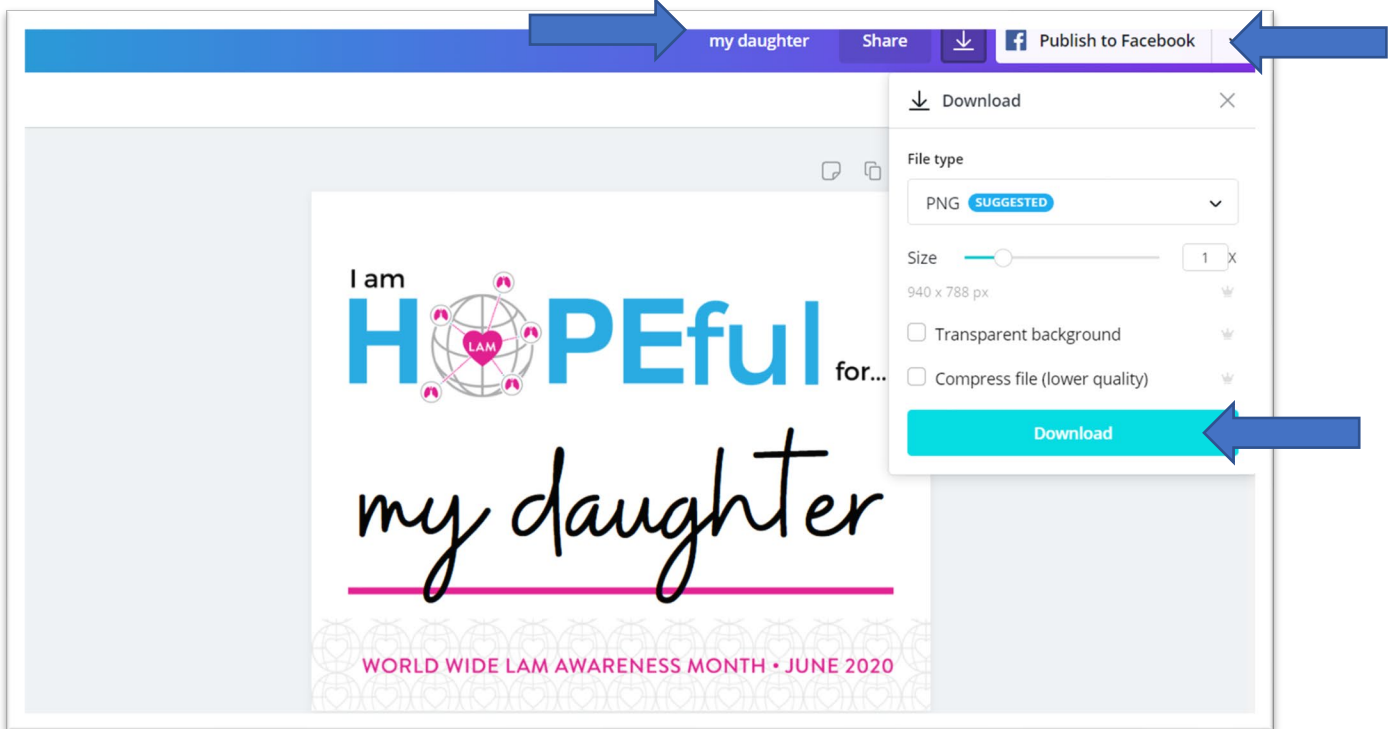 my daughter Share Publish to Facebook
Download
File type
PNG SUGGESTED
Size 1 X
940 x 788 px
Transparent background
Compress file (lower quality)
Download
I am
HOPEful for...
LAM
my daughter
WORLD WIDE LAM AWARENESS MONTH • JUNE 2020